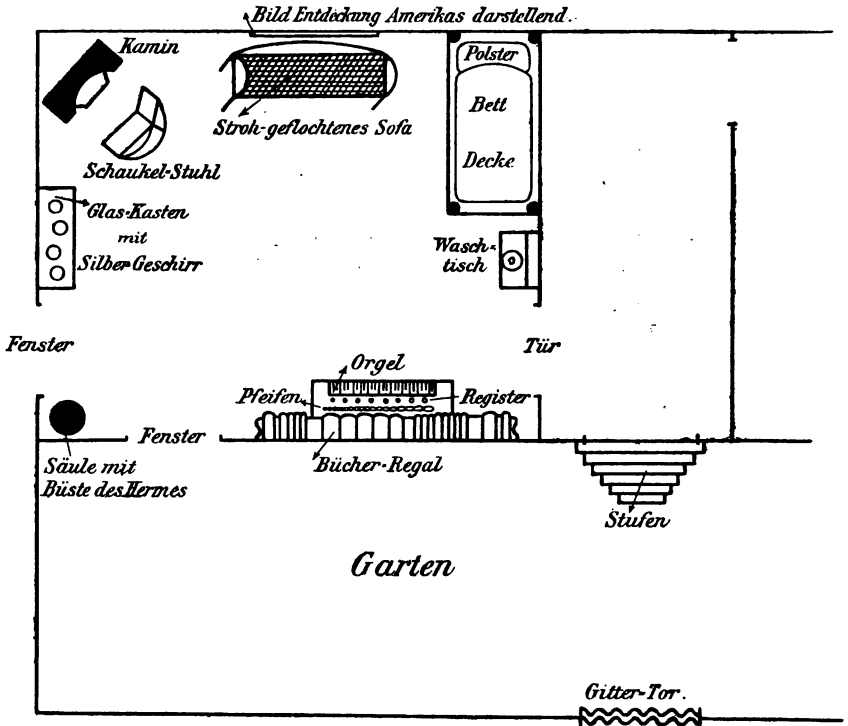 Bild Entdeckung Amerikas darstellend.
Kamin
Polster
Bett
Decke
Stroh-geflochtenes Sofa
Schaukel-Stuhl
Glas-Kasten
mit
Silber Geschirr
Wasch-
tisch
Fenster
Tür
Orgel
Pfeifen
Register
Fenster
Bücher-Regal
Säule mit
Büste des Hermes
Stufen
Garten
Gitter-Tor.